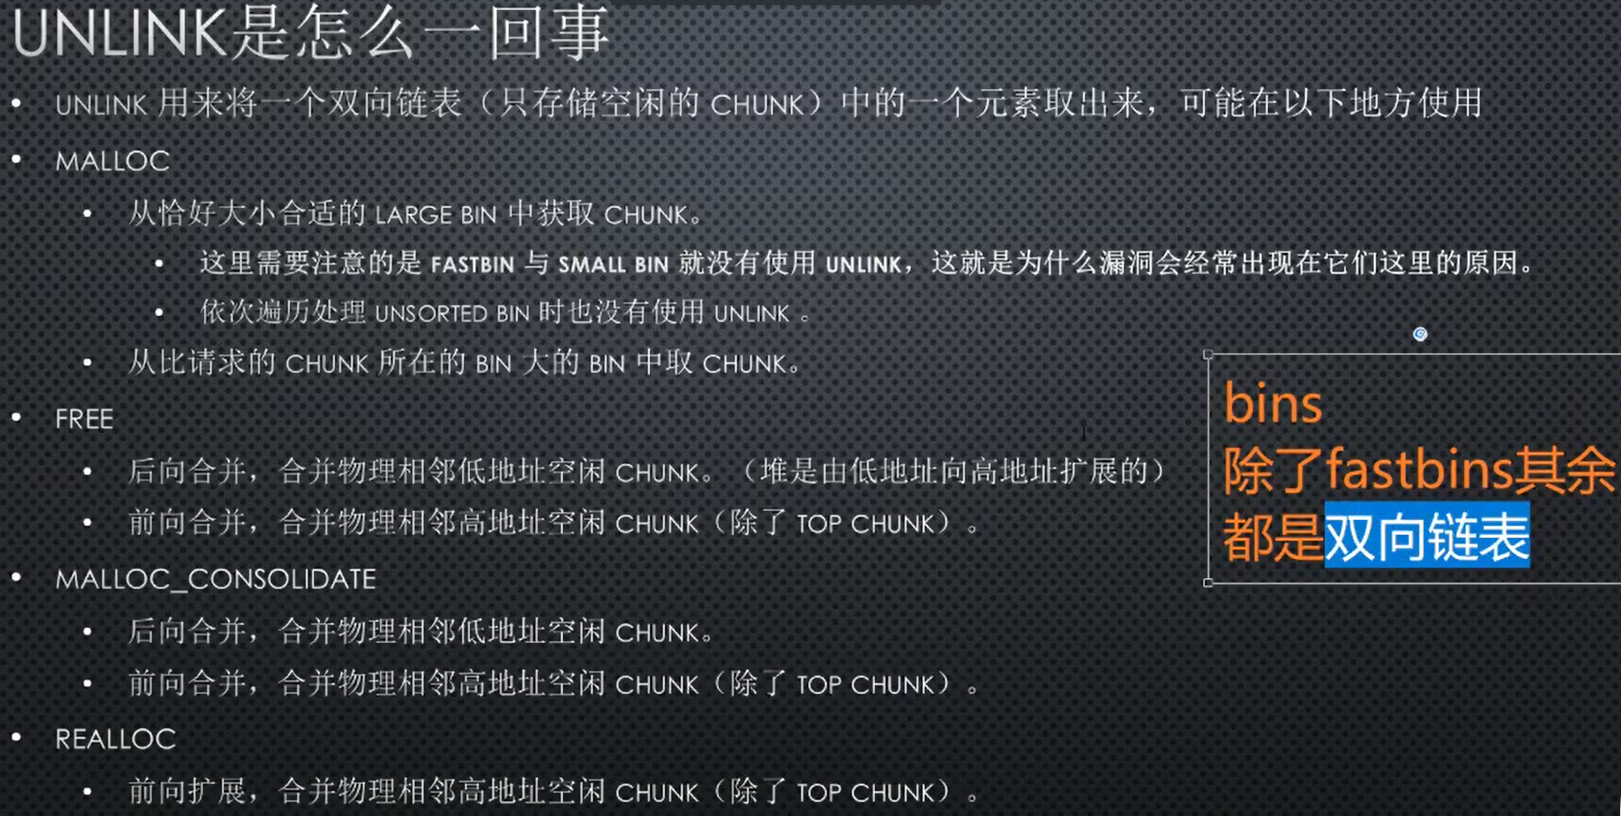 UNLINK是怎么一回事
• UNLINK 用来将一个双向链表（只存储空闲的 CHUNK）中的一个元素取出来，可能在以下地方使用
• MALLOC
• 从恰好大小合适的 LARGE BIN 中获取 CHUNK。
• 这里需要注意的是 FASTBIN 与 SMALL BIN 就没有使用 UNLINK，这就是为什么漏洞会经常出现在它们这里的原因。
• 依次遍历处理 UNSORTED BIN 时也没有使用 UNLINK 。
• 从比请求的 CHUNK 所在的 BIN 大的 BIN 中取 CHUNK。
• FREE
• 后向合并，合并物理相邻低地址空闲 CHUNK。（堆是由低地址向高地址扩展的）
• 前向合并，合并物理相邻高地址空闲 CHUNK（除了 TOP CHUNK）。
• MALLOC_CONSOLIDATE
• 后向合并，合并物理相邻低地址空闲 CHUNK。
• 前向合并，合并物理相邻高地址空闲 CHUNK（除了 TOP CHUNK）。
• REALLOC
• 前向扩展，合并物理相邻高地址空闲 CHUNK（除了 TOP CHUNK）。
bins
除了fastbins其余
都是双向链表